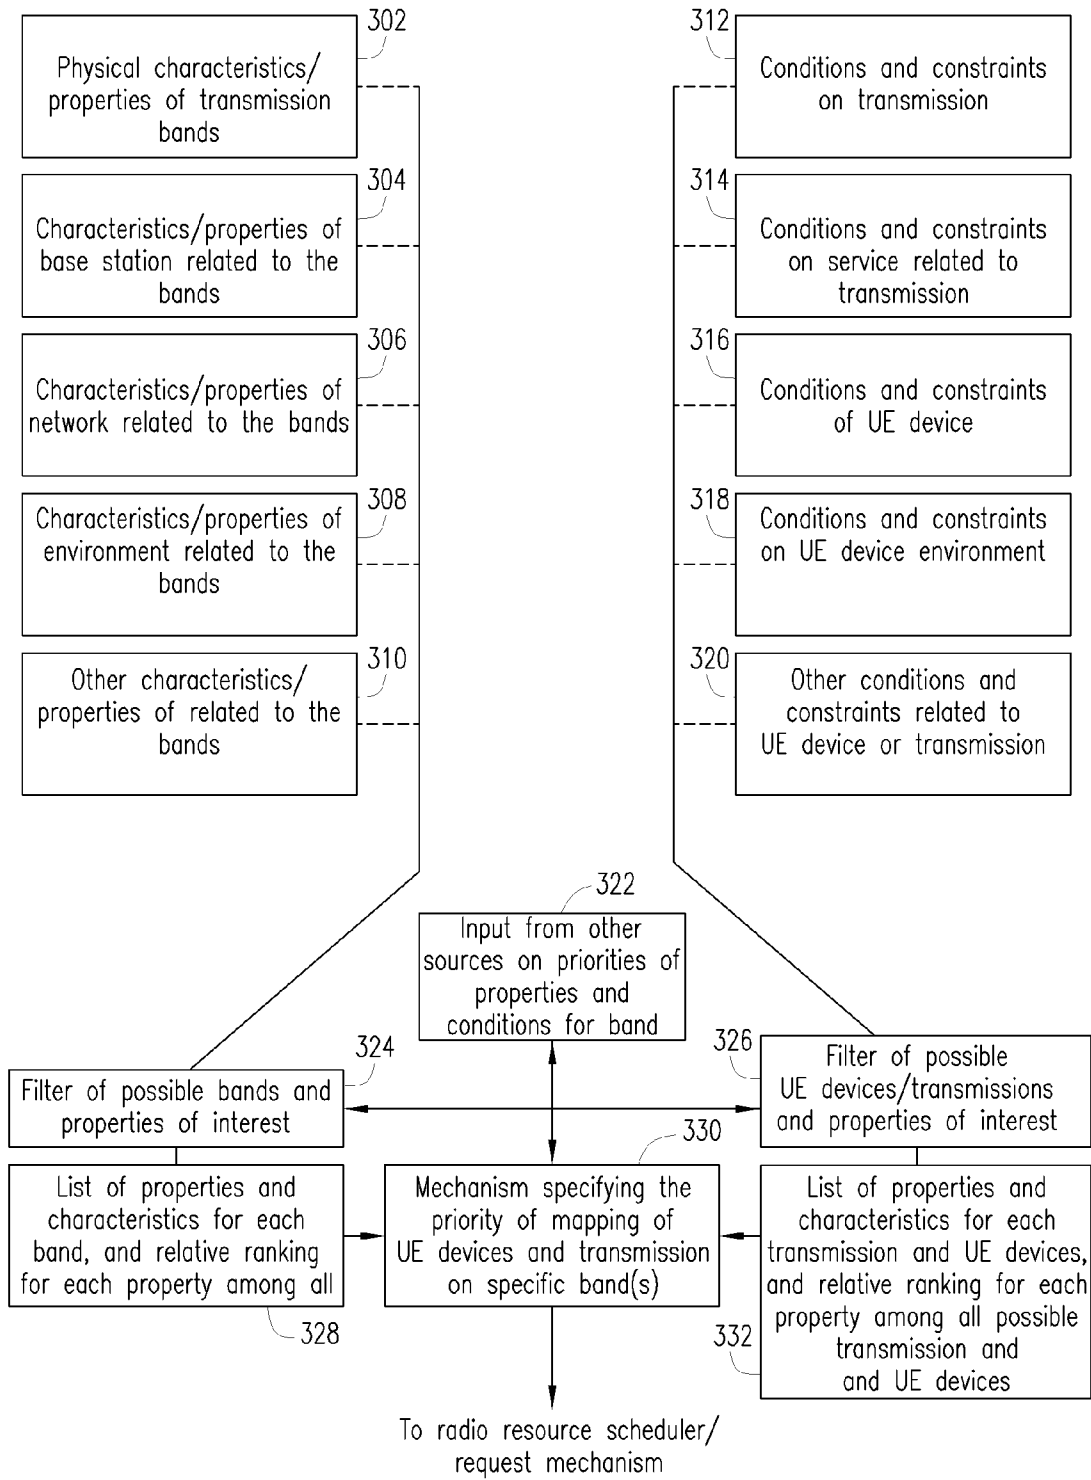 302
Physical characteristics/
properties of transmission
bands
304
Characteristics/properties of
base station related to the
bands
306
Characteristics/properties of
network related to the bands
308
Characteristics/properties of
environment related to the
bands
310
Other characteristics/
properties of related to the
bands
312
Conditions and constraints
on transmission
314
Conditions and constraints
on service related to
transmission
316
Conditions and constraints
of UE device
318
Conditions and constraints
on UE device environment
320
Other conditions and
constraints related to
UE device or transmission
322
Input from other
sources on priorities of
properties and
conditions for band
324
Filter of possible bands and
properties of interest
326
Filter of possible
UE devices/transmissions
and properties of interest
List of properties and
characteristics for each
band, and relative ranking
for each property among all
328
330
Mechanism specifying the
priority of mapping of
UE devices and transmission
on specific band(s)
List of properties and
characteristics for each
transmission and UE devices,
and relative ranking for each
property among all possible
transmission and
and UE devices
332
To radio resource scheduler/
request mechanism